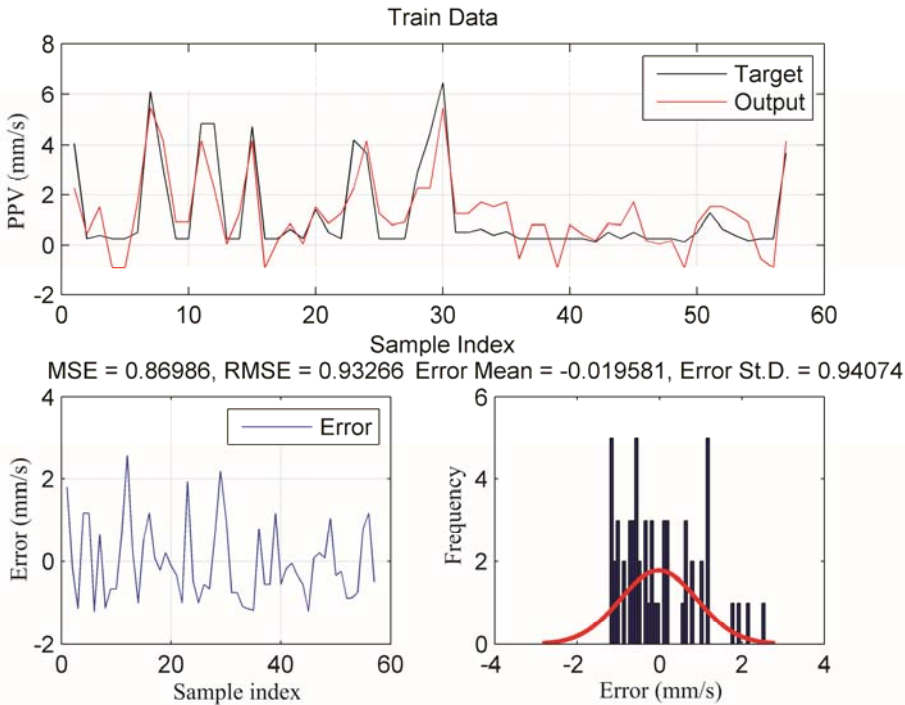 Train Data
8
6
4
2
0
-2
PPV (mm/s)
Target
Output
0 10 20 30 40 50 60
Sample Index
MSE = 0.86986, RMSE = 0.93266 Error Mean = -0.019581, Error St.D. = 0.94074
4
2
0
-2
Error (mm/s)
Error
0 20 40 60
Sample index
6
4
2
0
Frequency
-4 -2 0 2 4
Error (mm/s)